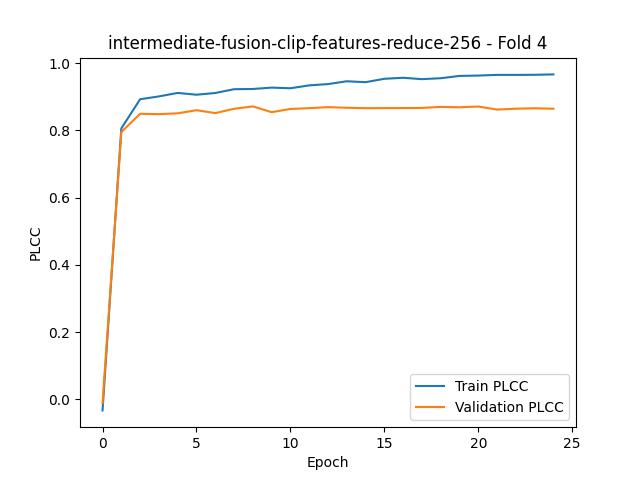 intermediate-fusion-clip-features-reduce-256 - Fold 4
1.0
0.8
0.6
0.4
0.2
0.0
PLCC
Train PLCC
Validation PLCC
0 5 10 15 20 25
Epoch